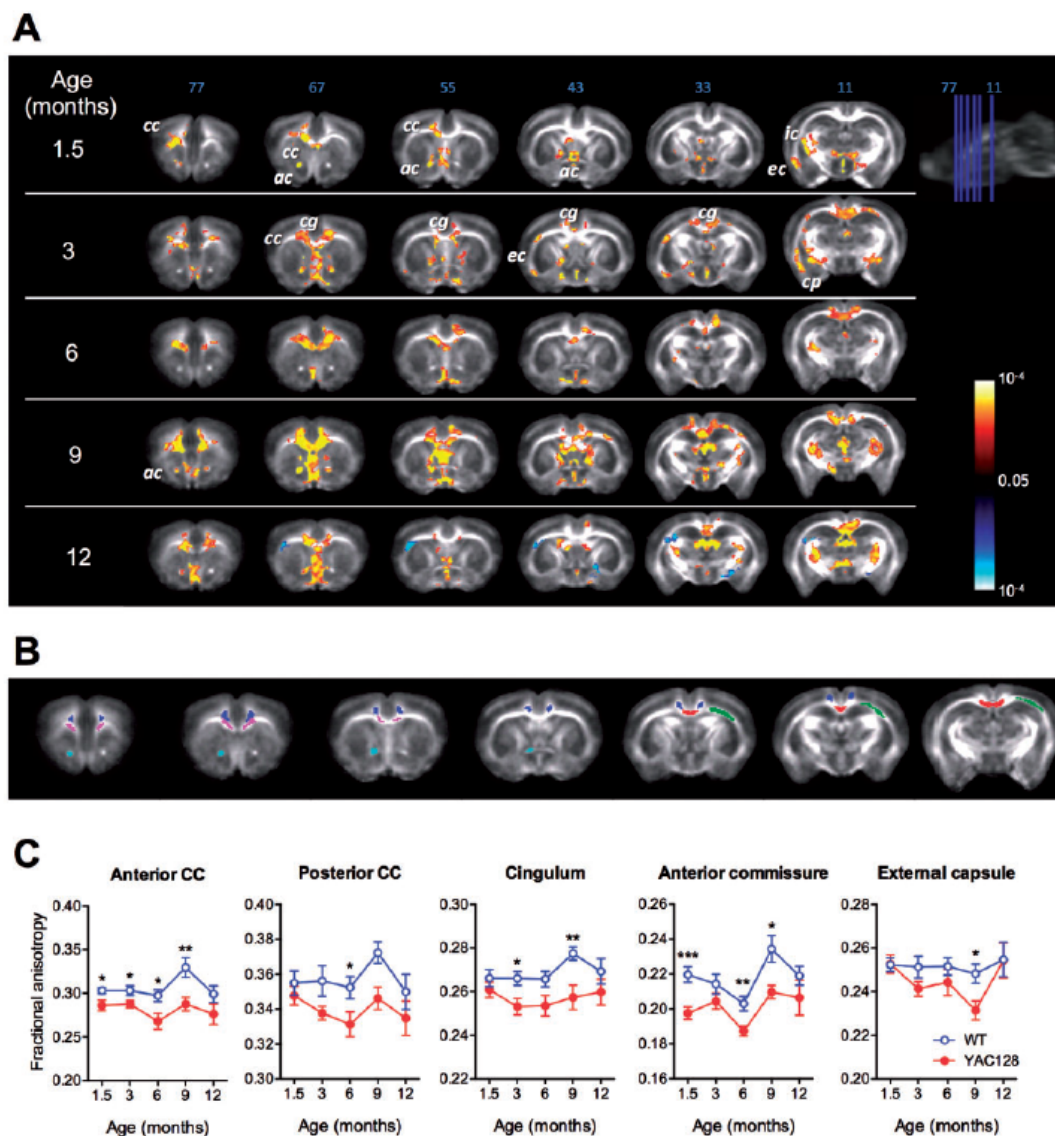 A
Age
(months)
77 67 55 43 33 11 77 11
1.5
cc cc cc ic
cc
ac ac ac ec
3
cc cg cg cg
ec
cp
6
10⁻⁴
9
ac
0.05
12
10⁻⁴
B
C
Anterior CC Posterior CC Cingulum Anterior commissure External capsule
Fractional anisotropy
0.40 0.35 0.30 0.25 0.20
* * * **
1.5 3 6 9 12
Age (months)
0.40 0.38 0.36 0.34 0.32 0.30
*
1.5 3 6 9 12
Age (months)
0.30 0.28 0.26 0.24 0.22
* **
1.5 3 6 9 12
Age (months)
0.26 0.24 0.22 0.20 0.18 0.16
*** ** *
1.5 3 6 9 12
Age (months)
0.28 0.26 0.24 0.22 0.20
*
WT
YAC128
1.5 3 6 9 12
Age (months)